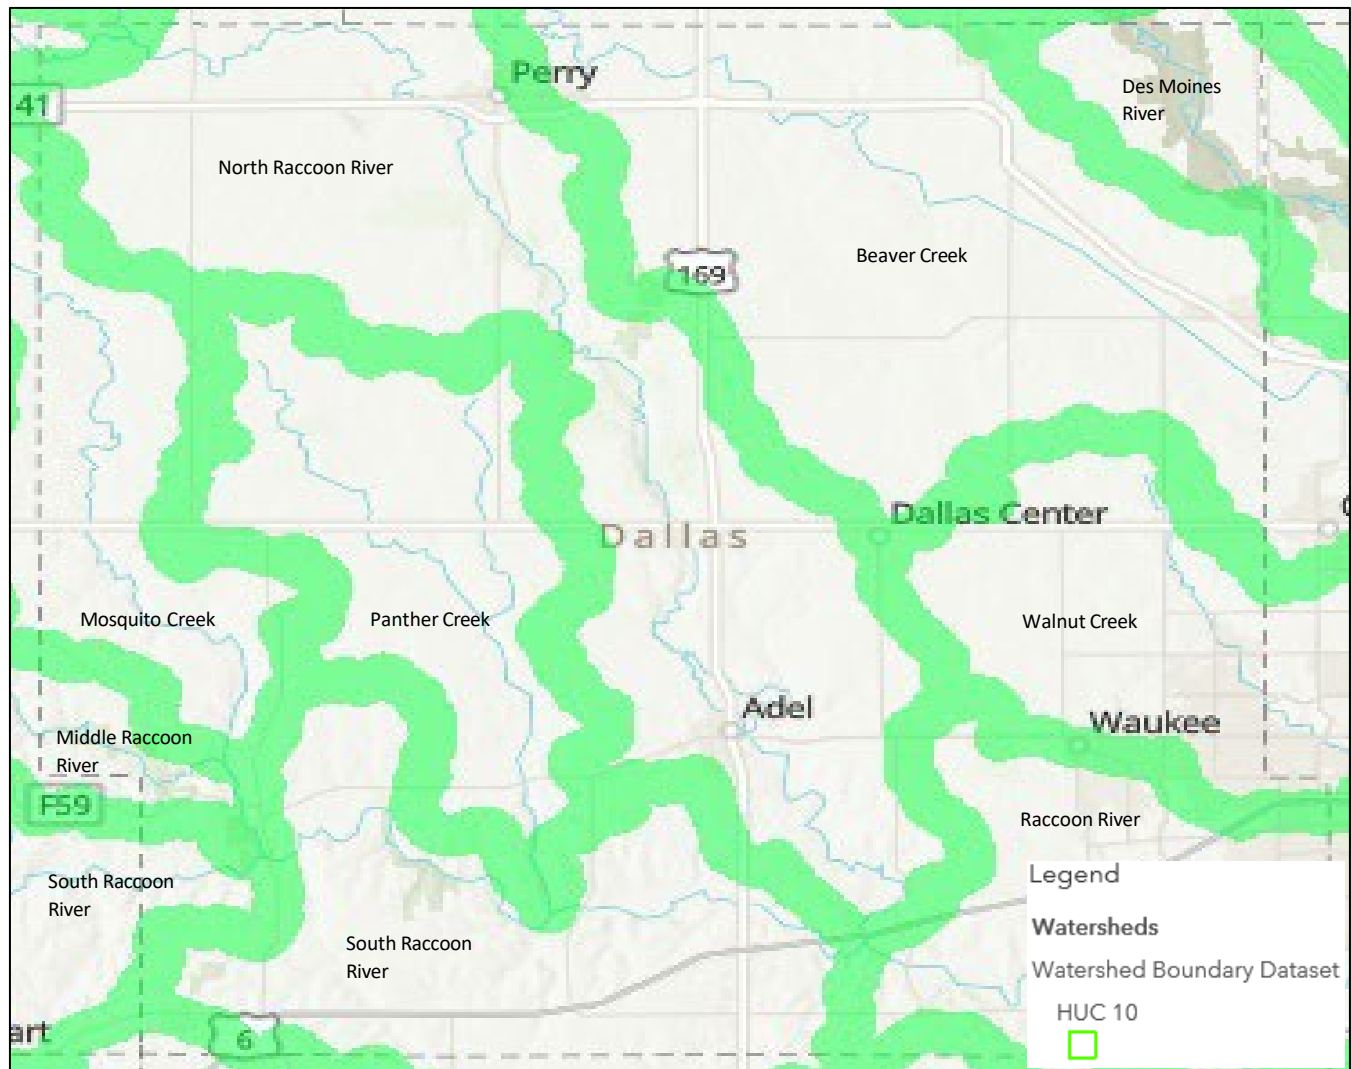 Perry
Des Moines
River
41
North Raccoon River
Beaver Creek
169
Dallas Center
Dallas
Mosquito Creek
Panther Creek
Walnut Creek
Adel
Waukee
Middle Raccoon
River
F59
Raccoon River
South Raccoon
River
South Raccoon
River
art
6
Legend
Watersheds
Watershed Boundary Dataset
HUC 10